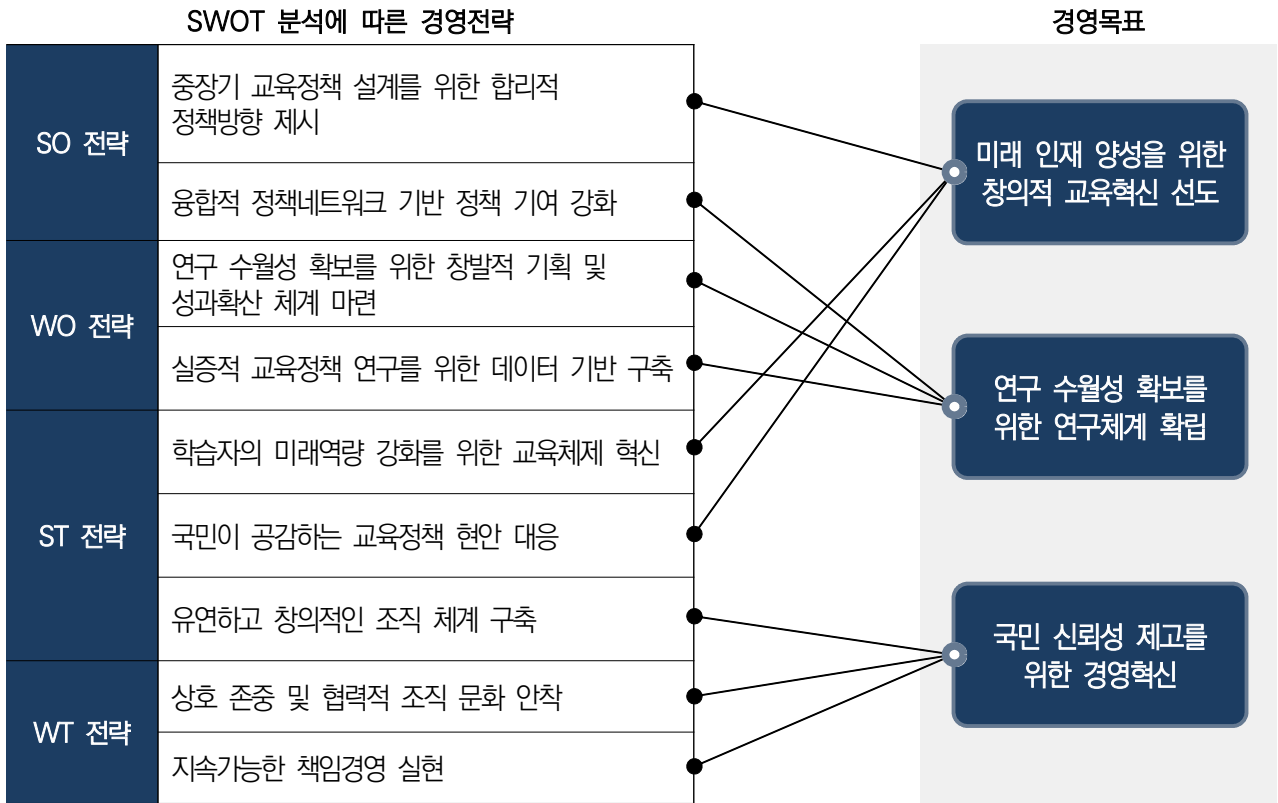 SWOT 분석에 따른 경영전략
경영목표
SO 전략
중장기 교육정책 설계를 위한 합리적
정책방향 제시
융합적 정책네트워크 기반 정책 기여 강화
WO 전략
연구 수월성 확보를 위한 창발적 기획 및
성과확산 체계 마련
실증적 교육정책 연구를 위한 데이터 기반 구축
ST 전략
학습자의 미래역량 강화를 위한 교육체제 혁신
국민이 공감하는 교육정책 현안 대응
유연하고 창의적인 조직 체계 구축
WT 전략
상호 존중 및 협력적 조직 문화 안착
지속가능한 책임경영 실현
미래 인재 양성을 위한
창의적 교육혁신 선도
연구 수월성 확보를
위한 연구체계 확립
국민 신뢰성 제고를
위한 경영혁신